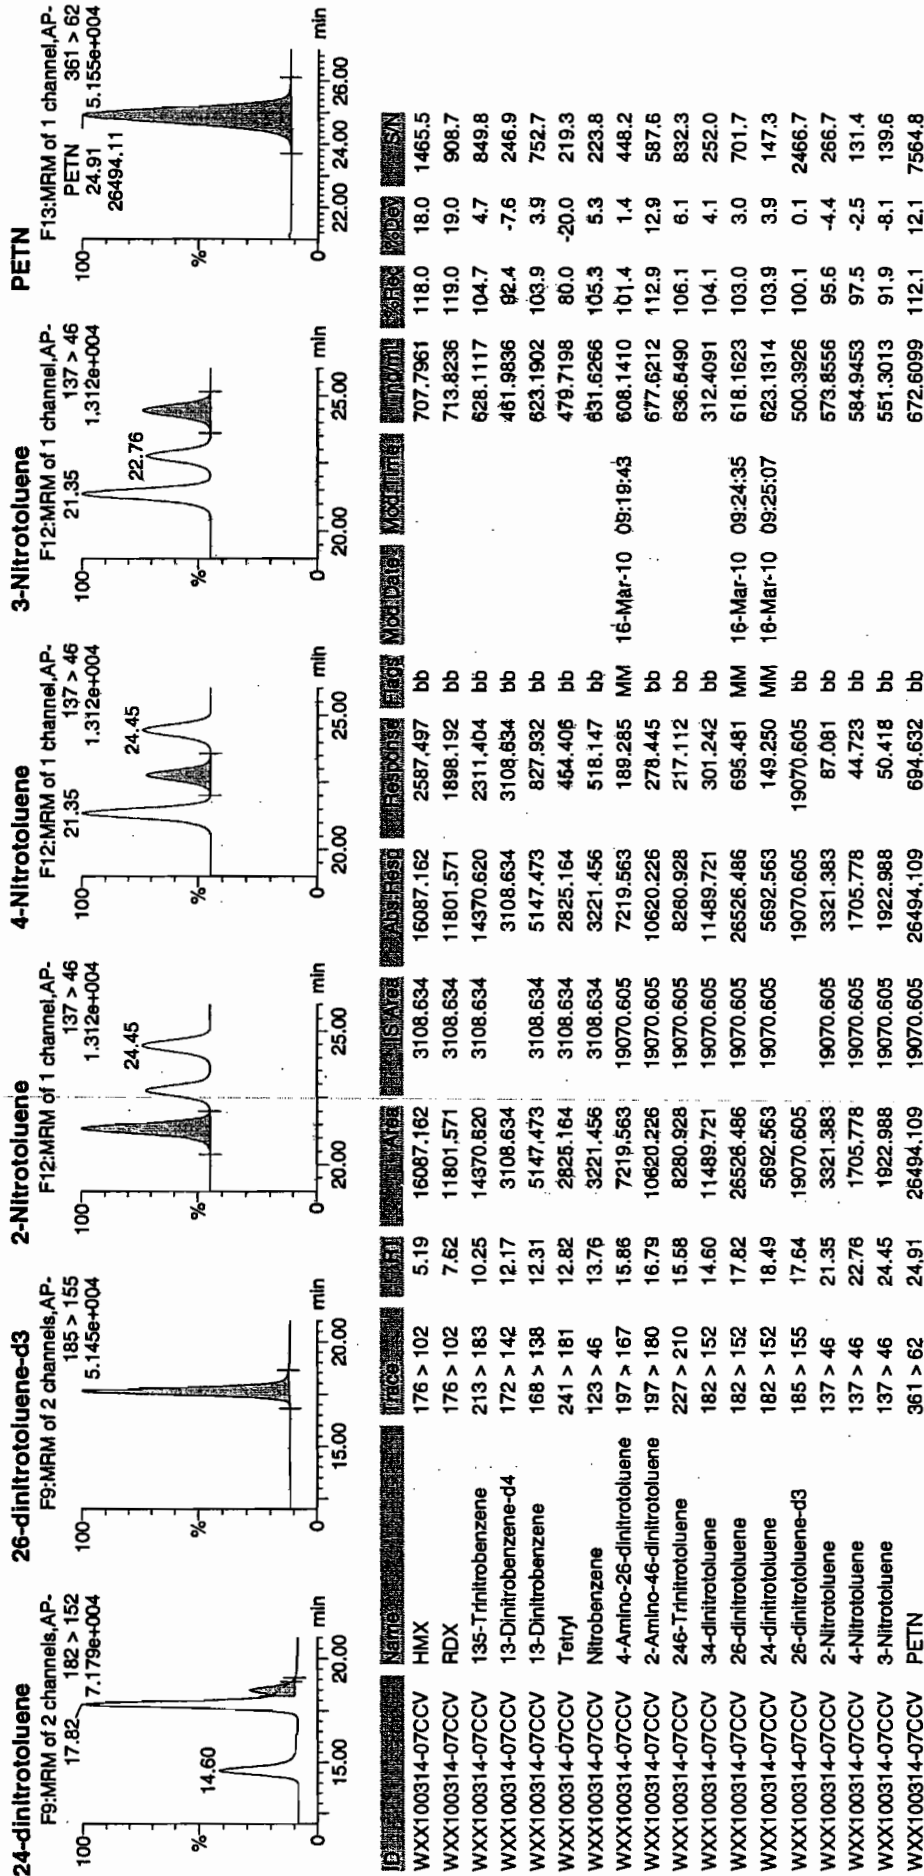 24-dinitrotoluene
F9:MRM of 2 channels,AP-
182 > 152
7.179e+004
17.82
14.60
100
%
0
15.00 20.00 min
26-dinitrotoluene-d3
F9:MRM of 2 channels,AP-
185 > 155
5.145e+004
100
%
0
15.00 20.00 min
2-Nitrotoluene
F12:MRM of 1 channel,AP-
137 > 46
1.312e+004
24.45
100
%
0
20.00 25.00 min
4-Nitrotoluene
F12:MRM of 1 channel,AP-
137 > 46
1.312e+004
21.35
24.45
100
%
0
20.00 25.00 min
3-Nitrotoluene
F12:MRM of 1 channel,AP-
137 > 46
1.312e+004
21.35
22.76
100
%
0
20.00 25.00 min
PETN
F13:MRM of 1 channel,AP-
361 > 62
5.155e+004
PETN
24.91
26494.11
100
%
0
22.00 24.00 26.00 min
ID Name Trace RT Area IS Area Abs.Resp Response Flags Mod.Date Mod.Time %Rec %Dev S/N
WXX100314-07CCV HMX 176 > 102 5.19 16087.162 3108.634 16087.162 2587.497 bb 707.7961 118.0 18.0 1465.5
WXX100314-07CCV RDX 176 > 102 7.62 11801.571 3108.634 11801.571 1898.192 bb 713.8236 119.0 19.0 908.7
WXX100314-07CCV 135-Trinitrobenzene 213 > 183 10.25 14370.620 3108.634 14370.620 2311.404 bb 628.1117 104.7 4.7 849.8
WXX100314-07CCV 13-Dinitrobenzene-d4 172 > 142 12.17 3108.634 3108.634 3108.634 bb 461.9836 92.4 -7.6 246.9
WXX100314-07CCV 13-Dinitrobenzene 168 > 138 12.31 5147.473 3108.634 5147.473 827.932 bb 623.1902 103.9 3.9 752.7
WXX100314-07CCV Tetryl 241 > 181 12.82 2825.164 3108.634 2825.164 454.406 bb 479.7198 80.0 -20.0 219.3
WXX100314-07CCV Nitrobenzene 123 > 46 13.76 3221.456 3108.634 3221.456 518.147 bb 631.6266 105.3 5.3 223.8
WXX100314-07CCV 4-Amino-26-dinitrotoluene 197 > 167 15.86 7219.563 19070.605 7219.563 189.285 MM 16-Mar-10 09:19:43 608.1410 101.4 1.4 448.2
WXX100314-07CCV 2-Amino-46-dinitrotoluene 197 > 180 16.79 10620.226 19070.605 10620.226 278.445 bb 677.6212 112.9 12.9 587.6
WXX100314-07CCV 246-Trinitrotoluene 227 > 210 15.58 8280.928 19070.605 8280.928 217.112 bb 636.5490 106.1 6.1 832.3
WXX100314-07CCV 34-dinitrotoluene 182 > 152 14.60 11489.721 19070.605 11489.721 301.242 bb 312.4091 104.1 4.1 252.0
WXX100314-07CCV 26-dinitrotoluene 182 > 152 17.82 26526.486 19070.605 26526.486 695.481 MM 16-Mar-10 09:24:35 618.1623 103.0 3.0 701.7
WXX100314-07CCV 24-dinitrotoluene 182 > 152 18.49 5692.563 19070.605 5692.563 149.250 MM 16-Mar-10 09:25:07 623.1314 103.9 3.9 147.3
WXX100314-07CCV 26-dinitrotoluene-d3 185 > 155 17.64 19070.605 19070.605 19070.605 bb 500.3926 100.1 0.1 2466.7
WXX100314-07CCV 2-Nitrotoluene 137 > 46 21.35 3321.383 19070.605 3321.383 87.081 bb 573.8556 95.6 -4.4 266.7
WXX100314-07CCV 4-Nitrotoluene 137 > 46 22.76 1705.778 19070.605 1705.778 44.723 bb 584.9453 97.5 -2.5 131.4
WXX100314-07CCV 3-Nitrotoluene 137 > 46 24.45 1922.988 19070.605 1922.988 50.418 bb 551.3013 91.9 -8.1 139.6
WXX100314-07CCV PETN 361 > 62 24.91 26494.109 19070.605 26494.109 694.632 bb 672.6099 112.1 12.1 7564.8